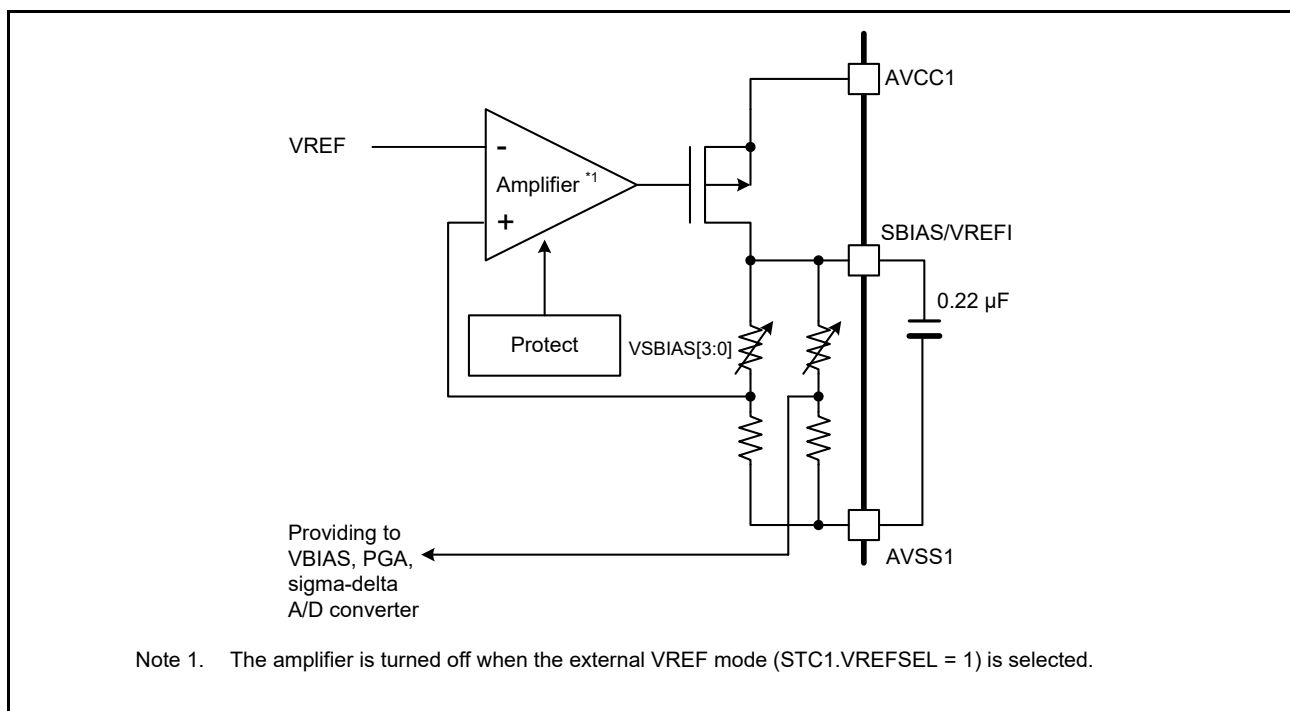 AVCC1
VREF
-
Amplifier *1
+
SBIAS/VREFI
0.22 µF
Protect
VSBIAS[3:0]
Providing to
VBIAS, PGA,
sigma-delta
A/D converter
AVSS1
Note 1. The amplifier is turned off when the external VREF mode (STC1.VREFSEL = 1) is selected.